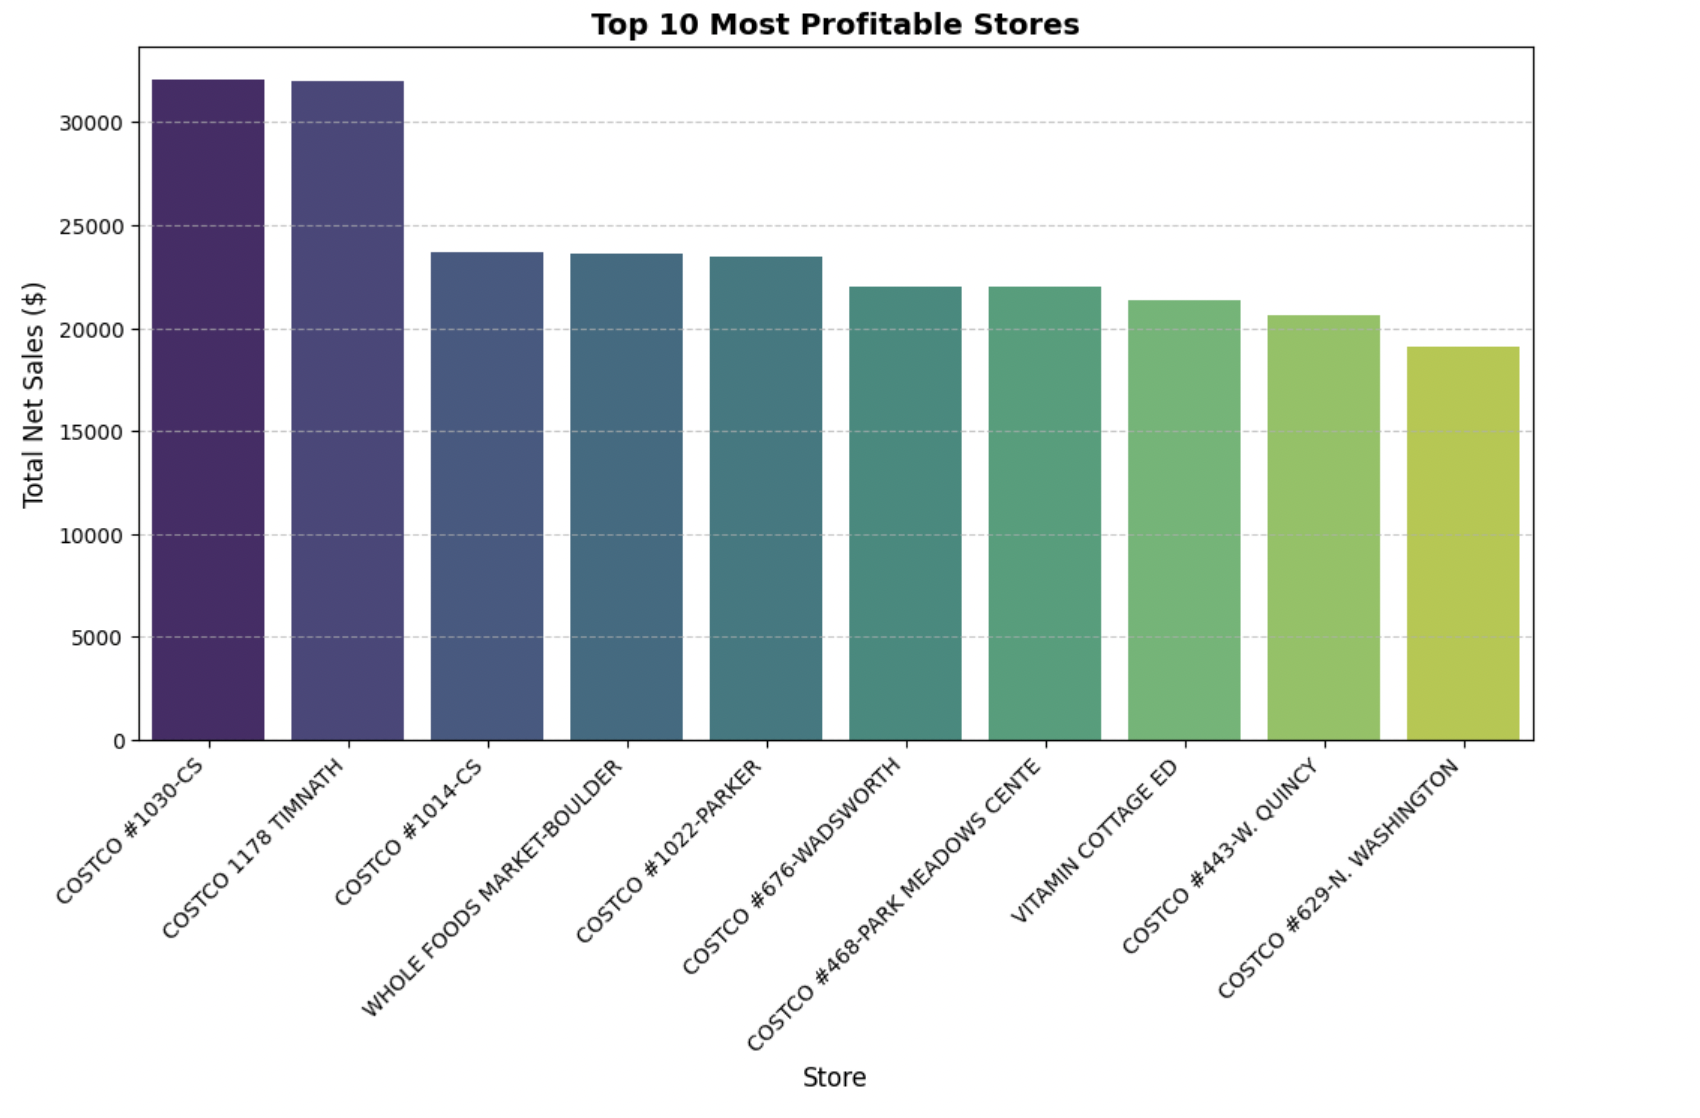 Top 10 Most Profitable Stores
Total Net Sales ($)
30000
25000
20000
15000
10000
5000
0
COSTCO #1030-CS
COSTCO 1178 TIMNATH
COSTCO #1014-CS
WHOLE FOODS MARKET-BOULDER
COSTCO #1022-PARKER
COSTCO #676-WADSWORTH
COSTCO #468-PARK MEADOWS CENTE
VITAMIN COTTAGE ED
COSTCO #443-W. QUINCY
COSTCO #629-N. WASHINGTON
Store